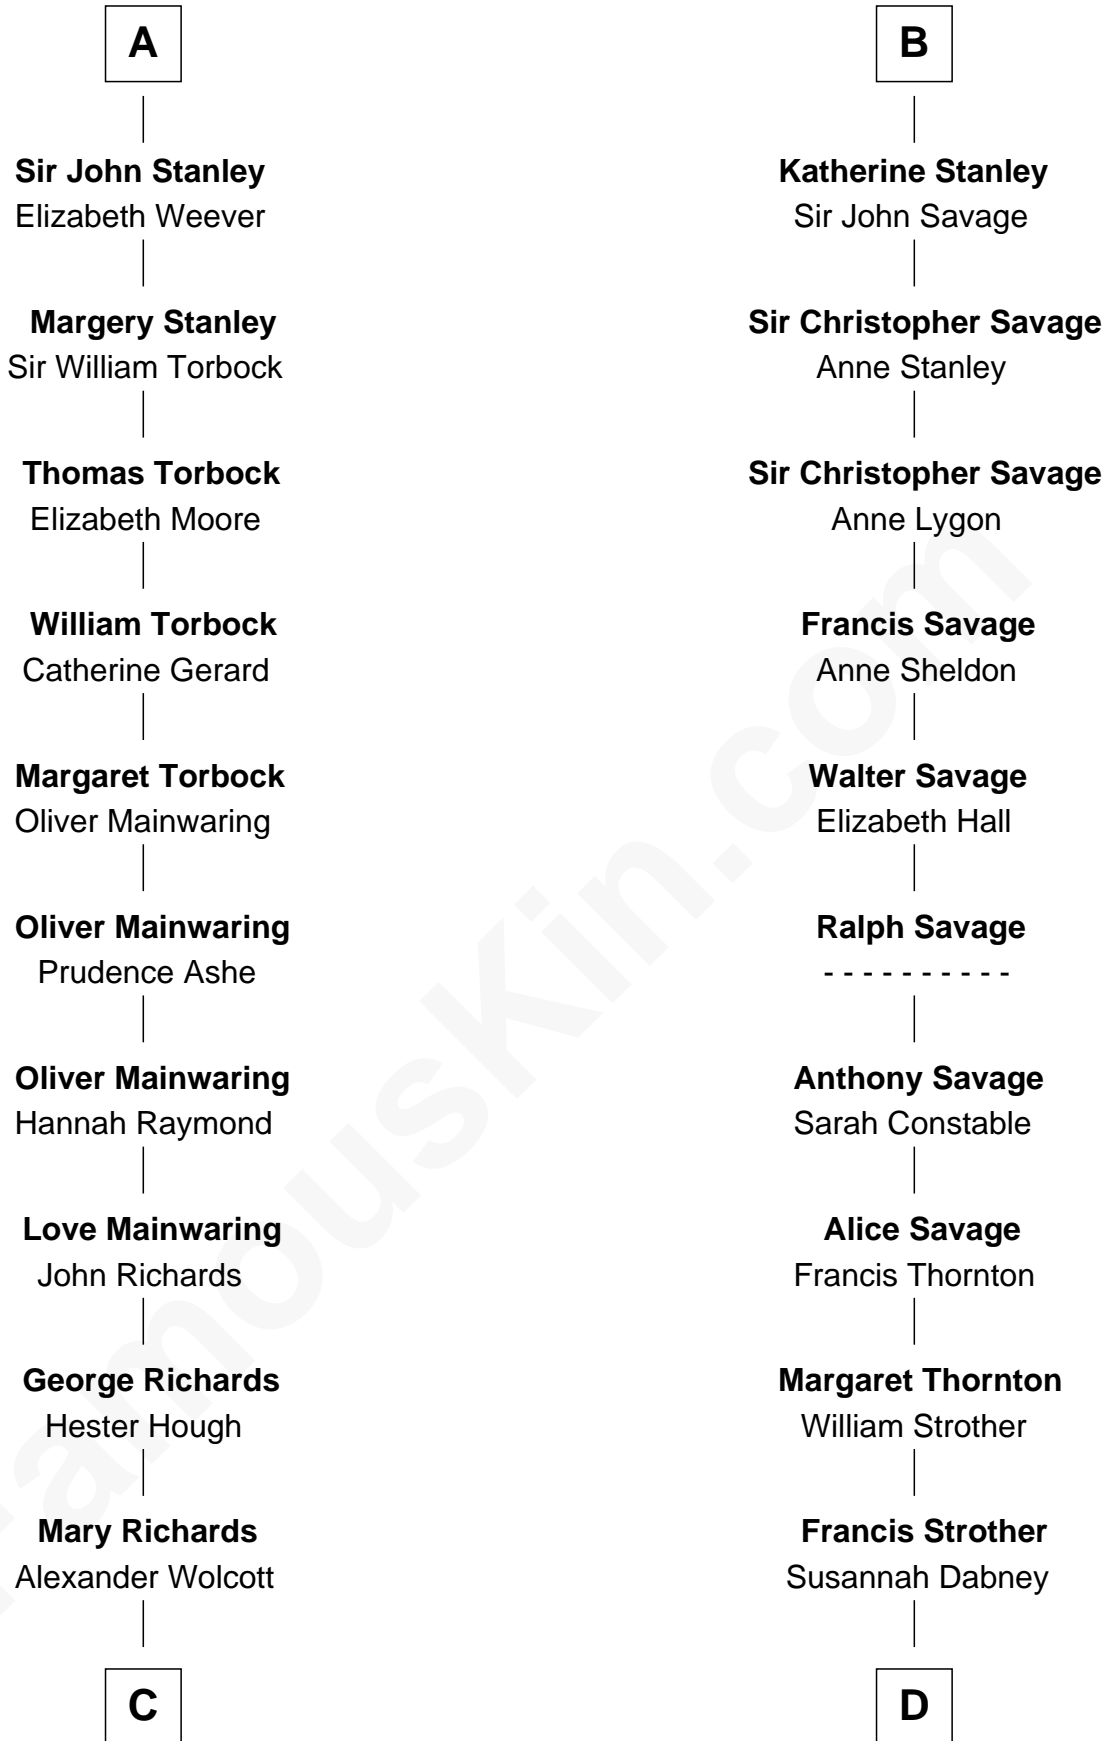 A
Sir John Stanley
Elizabeth Weever
Margery Stanley
Sir William Torbock
Thomas Torbock
Elizabeth Moore
William Torbock
Catherine Gerard
Margaret Torbock
Oliver Mainwaring
Oliver Mainwaring
Prudence Ashe
Oliver Mainwaring
Hannah Raymond
Love Mainwaring
John Richards
George Richards
Hester Hough
Mary Richards
Alexander Wolcott
C
B
Katherine Stanley
Sir John Savage
Sir Christopher Savage
Anne Stanley
Sir Christopher Savage
Anne Lygon
Francis Savage
Anne Sheldon
Walter Savage
Elizabeth Hall
Ralph Savage
- - - - - - - - - -
Anthony Savage
Sarah Constable
Alice Savage
Francis Thornton
Margaret Thornton
William Strother
Francis Strother
Susannah Dabney
D
FamousKin.com